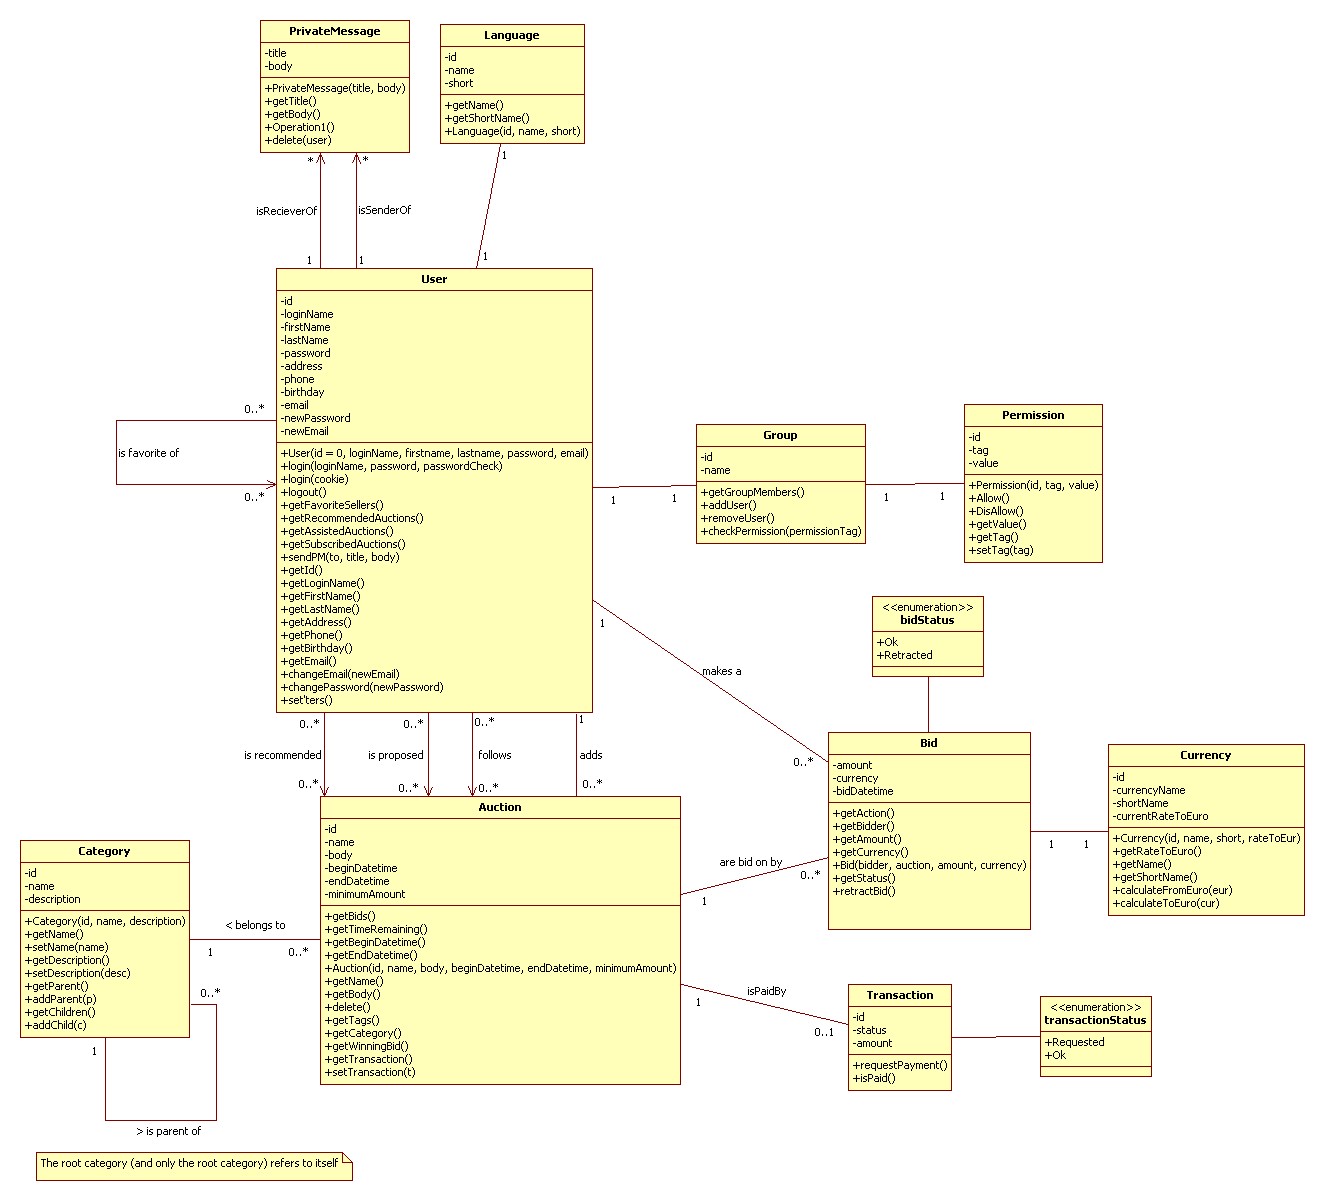 PrivateMessage
-title
-body
+PrivateMessage(title, body)
+getTitle()
+getBody()
+Operation1()
+delete(user)
Language
-id
-name
-short
+getName()
+getShortName()
+Language(id, name, short)
*
*
1
isRecieverOf
isSenderOf
1
1
1
User
-id
-loginName
-firstName
-lastName
-password
-address
-phone
-birthday
-email
-newPassword
-newEmail
+User(id = 0, loginName, firstname, lastname, password, email)
+login(loginName, password, passwordCheck)
+login(cookie)
+logout()
+getFavoriteSellers()
+getRecommendedAuctions()
+getAssistedAuctions()
+getSubscribedAuctions()
+sendPM(to, title, body)
+getId()
+getLoginName()
+getFirstName()
+getLastName()
+getAddress()
+getPhone()
+getBirthday()
+getEmail()
+changeEmail(newEmail)
+changePassword(newPassword)
+set'ters()
0..*
is favorite of
0..*
1
1
Group
-id
-name
+getGroupMembers()
+addUser()
+removeUser()
+checkPermission(permissionTag)
1
1
Permission
-id
-tag
-value
+Permission(id, tag, value)
+Allow()
+DisAllow()
+getValue()
+getTag()
+setTag(tag)
1
makes a
0..*
<<enumeration>>
bidStatus
+Ok
+Retracted
Bid
-amount
-currency
-bidDatetime
+getAction()
+getBidder()
+getAmount()
+getCurrency()
+Bid(bidder, auction, amount, currency)
+getStatus()
+retractBid()
1
1
Currency
-id
-currencyName
-shortName
-currentRateToEuro
+Currency(id, name, short, rateToEur)
+getRateToEuro()
+getName()
+getShortName()
+calculateFromEuro(eur)
+calculateToEuro(cur)
0..*
0..*
0..*
1
is recommended
is proposed
follows
adds
0..*
0..*
0..*
0..*
Auction
-id
-name
-body
-beginDatetime
-endDatetime
-minimumAmount
+getBids()
+getTimeRemaining()
+getBeginDatetime()
+getEndDatetime()
+Auction(id, name, body, beginDatetime, endDatetime, minimumAmount)
+getName()
+getBody()
+delete()
+getTags()
+getCategory()
+getWinningBid()
+getTransaction()
+setTransaction(t)
are bid on by
0..*
1
isPaidBy
1
0..1
Transaction
-id
-status
-amount
+requestPayment()
+isPaid()
<<enumeration>>
transactionStatus
+Requested
+Ok
Category
-id
-name
-description
+Category(id, name, description)
+getName()
+setName(name)
+getDescription()
+setDescription(desc)
+getParent()
+addParent(p)
+getChildren()
+addChild(c)
< belongs to
1
0..*
0..*
1
> is parent of
The root category (and only the root category) refers to itself